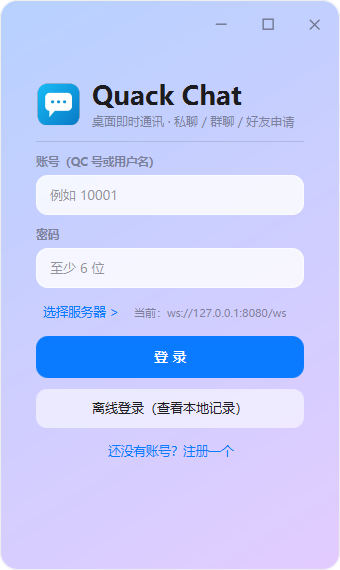 Quack Chat
桌面即时通讯 · 私聊 / 群聊 / 好友申请
账号（QC 号或用户名）
例如 10001
密码
至少 6 位
选择服务器 > 当前：ws://127.0.0.1:8080/ws
登 录
离线登录（查看本地记录）
还没有账号？注册一个